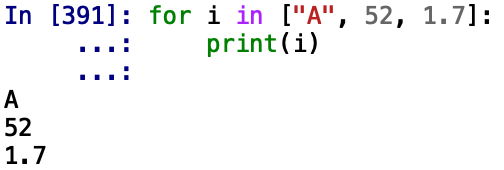 In [391]: for i in ["A", 52, 1.7]:
     ...:     print(i)
     ...:
A
52
1.7